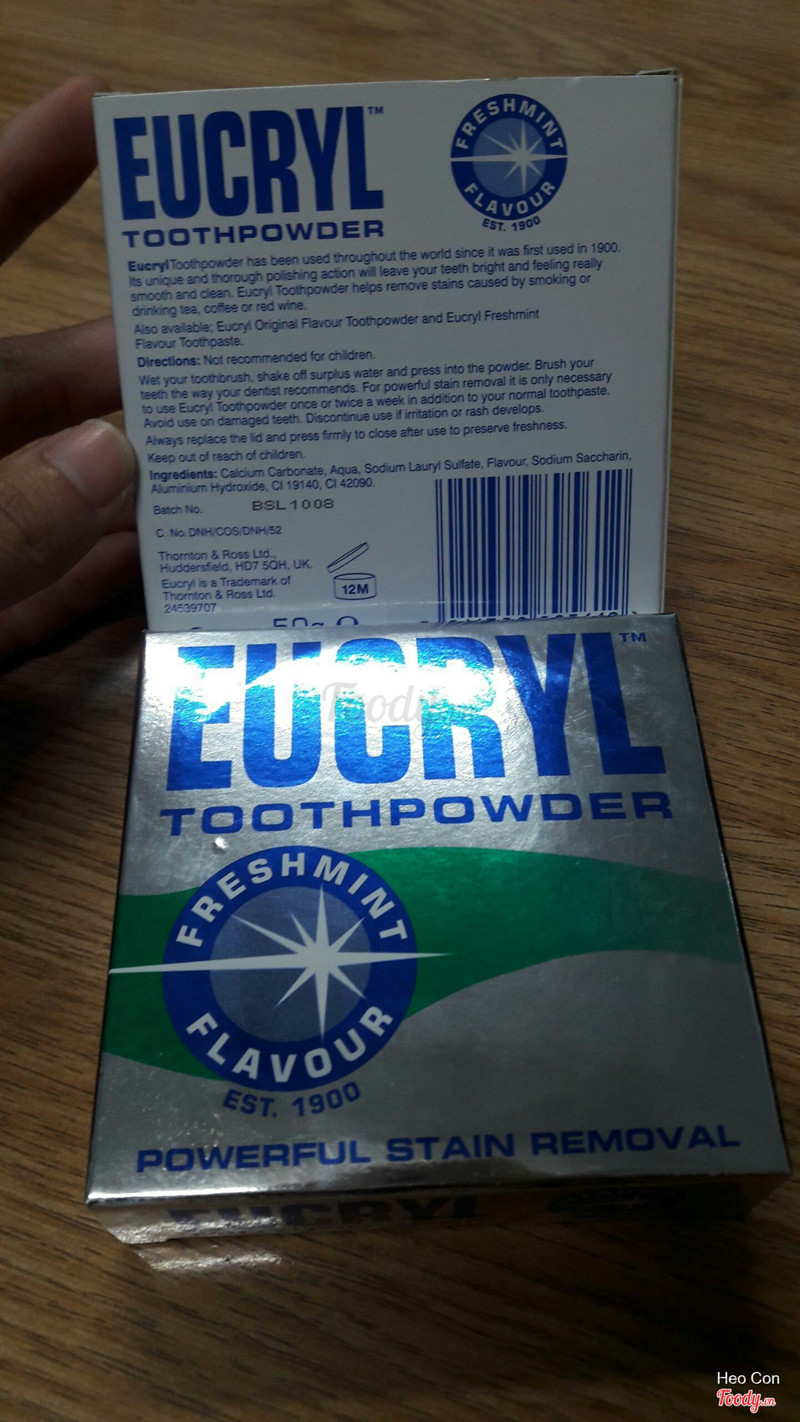 EUCRYL™
TOOTHPOWDER
FRESHMINT
FLAVOUR
EST. 1900
Eucryl Toothpowder has been used throughout the world since it was first used in 1900.
Its unique and thorough polishing action will leave your teeth bright and feeling really
smooth and clean. Eucryl Toothpowder helps remove stains caused by smoking or
drinking tea, coffee or red wine.
Also available; Eucryl Original Flavour Toothpowder and Eucryl Freshmint
Flavour Toothpaste.
Directions: Not recommended for children.
Wet your toothbrush, shake off surplus water and press into the powder. Brush your
teeth the way your dentist recommends. For powerful stain removal it is only necessary
to use Eucryl Toothpowder once or twice a week in addition to your normal toothpaste.
Avoid use on damaged teeth. Discontinue use if irritation or rash develops.
Always replace the lid and press firmly to close after use to preserve freshness.
Keep out of reach of children.
Ingredients: Calcium Carbonate, Aqua, Sodium Lauryl Sulfate, Flavour, Sodium Saccharin,
Aluminium Hydroxide, CI 19140, CI 42090.
Batch No. BSL1008
C. No. DNH/COS/DNH/52
Thornton & Ross Ltd.,
Huddersfield, HD7 5QH, UK.
Eucryl is a Trademark of
Thornton & Ross Ltd.
24539707
12M
50g
EUCRYL™
TOOTHPOWDER
FRESHMINT
FLAVOUR
EST. 1900
POWERFUL STAIN REMOVAL
EUCRYL
Foody
Heo Con
Foody.vn